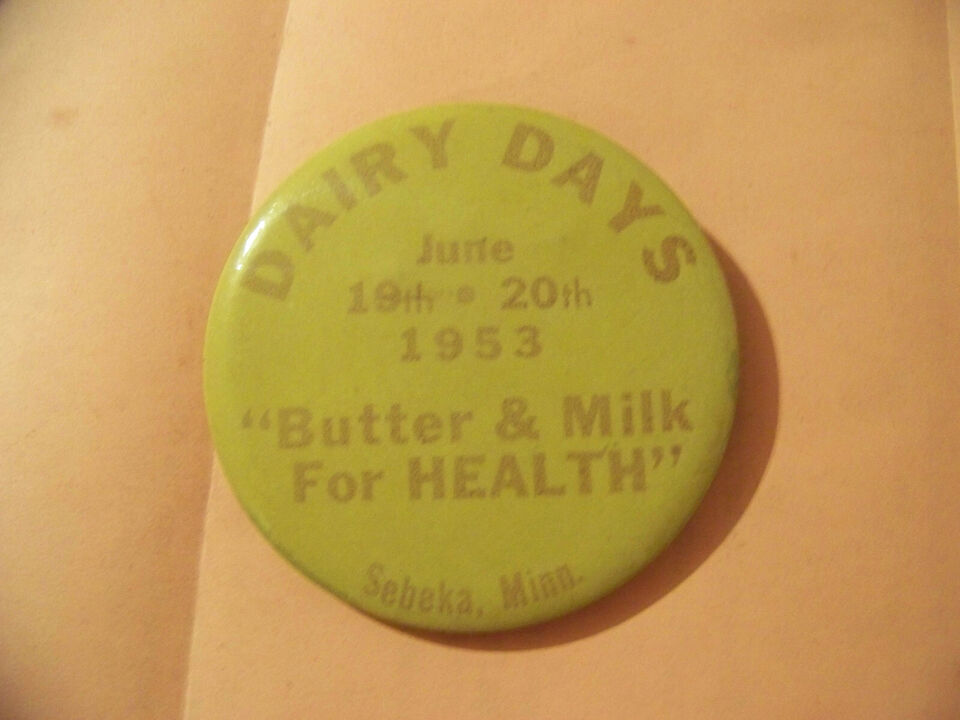 DAIRY DAYS
June
19th • 20th
1953
“Butter & Milk
For HEALTH”
Sebeka, Minn.